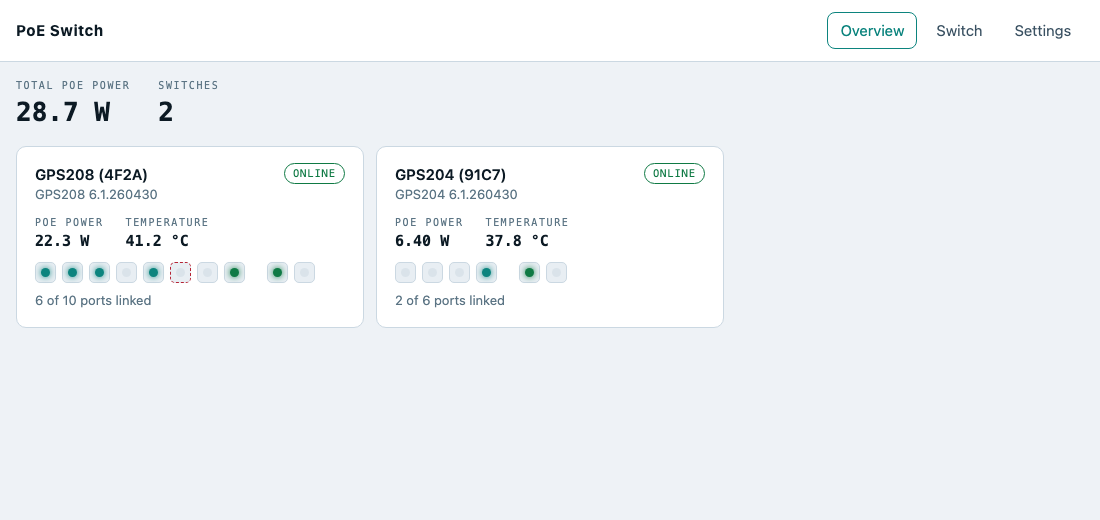 PoE Switch
Overview
Switch
Settings
TOTAL POE POWER
28.7 W
SWITCHES
2
GPS208 (4F2A)
ONLINE
GPS208 6.1.260430
POE POWER
22.3 W
TEMPERATURE
41.2 °C
6 of 10 ports linked
GPS204 (91C7)
ONLINE
GPS204 6.1.260430
POE POWER
6.40 W
TEMPERATURE
37.8 °C
2 of 6 ports linked